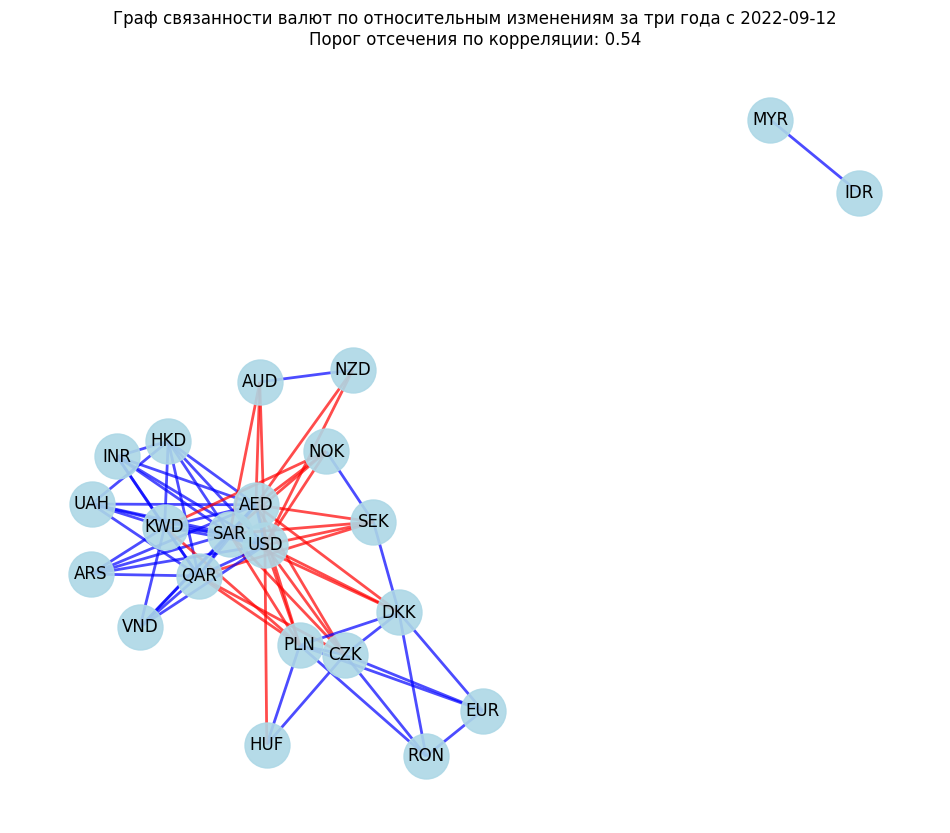 Граф связанности валют по относительным изменениям за три года с 2022-09-12
Порог отсечения по корреляции: 0.54
MYR
IDR
NZD
AUD
HKD
NOK
INR
UAH
AED
SEK
KWD
SAR
USD
ARS
QAR
DKK
VND
PLN
CZK
EUR
HUF
RON